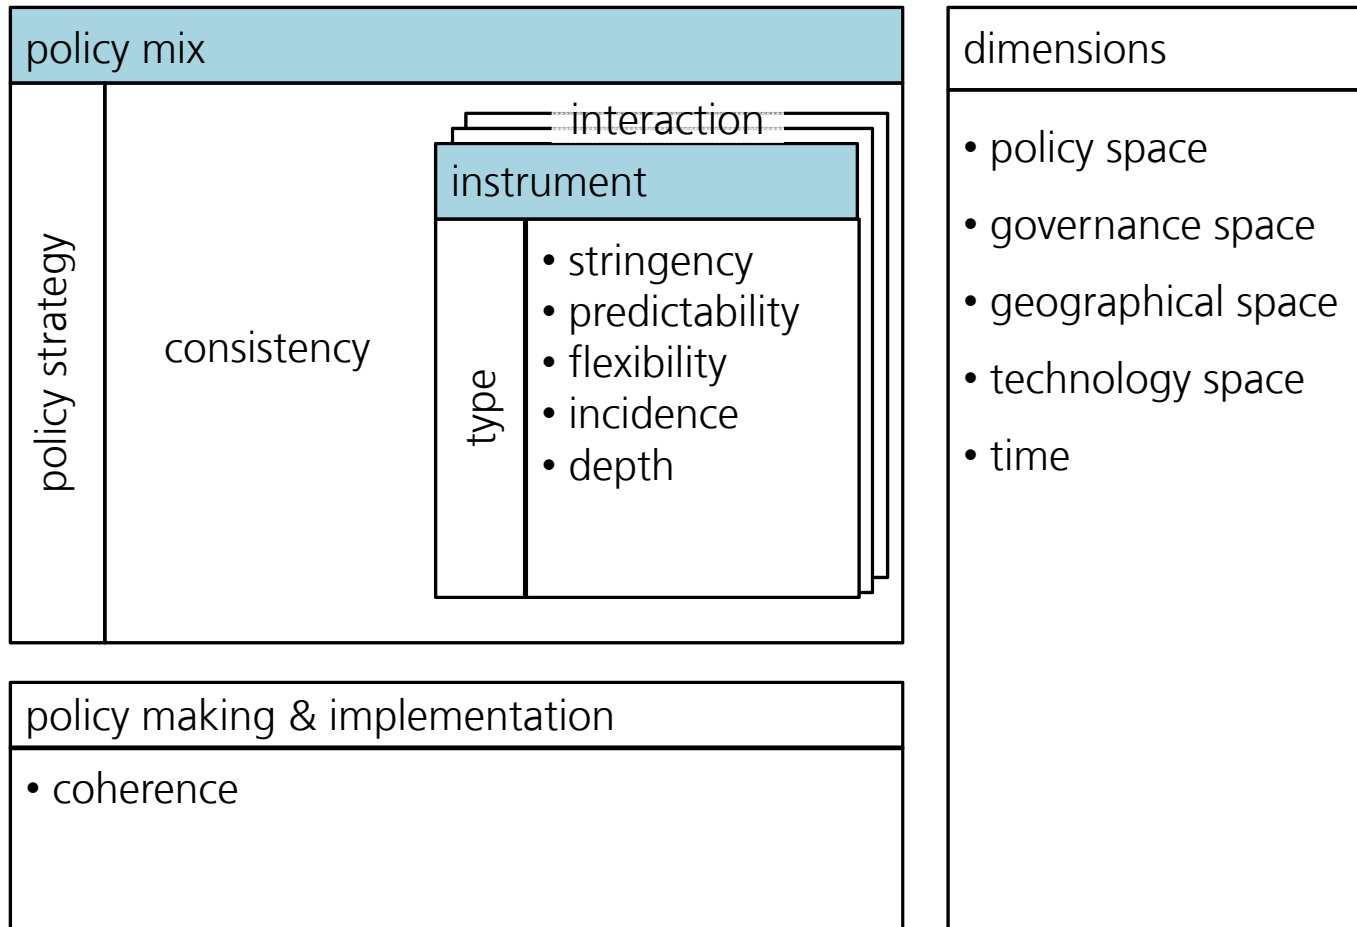 policy mix
policy strategy
consistency
interaction
instrument
type
• stringency
• predictability
• flexibility
• incidence
• depth
policy making & implementation
• coherence
dimensions
• policy space
• governance space
• geographical space
• technology space
• time